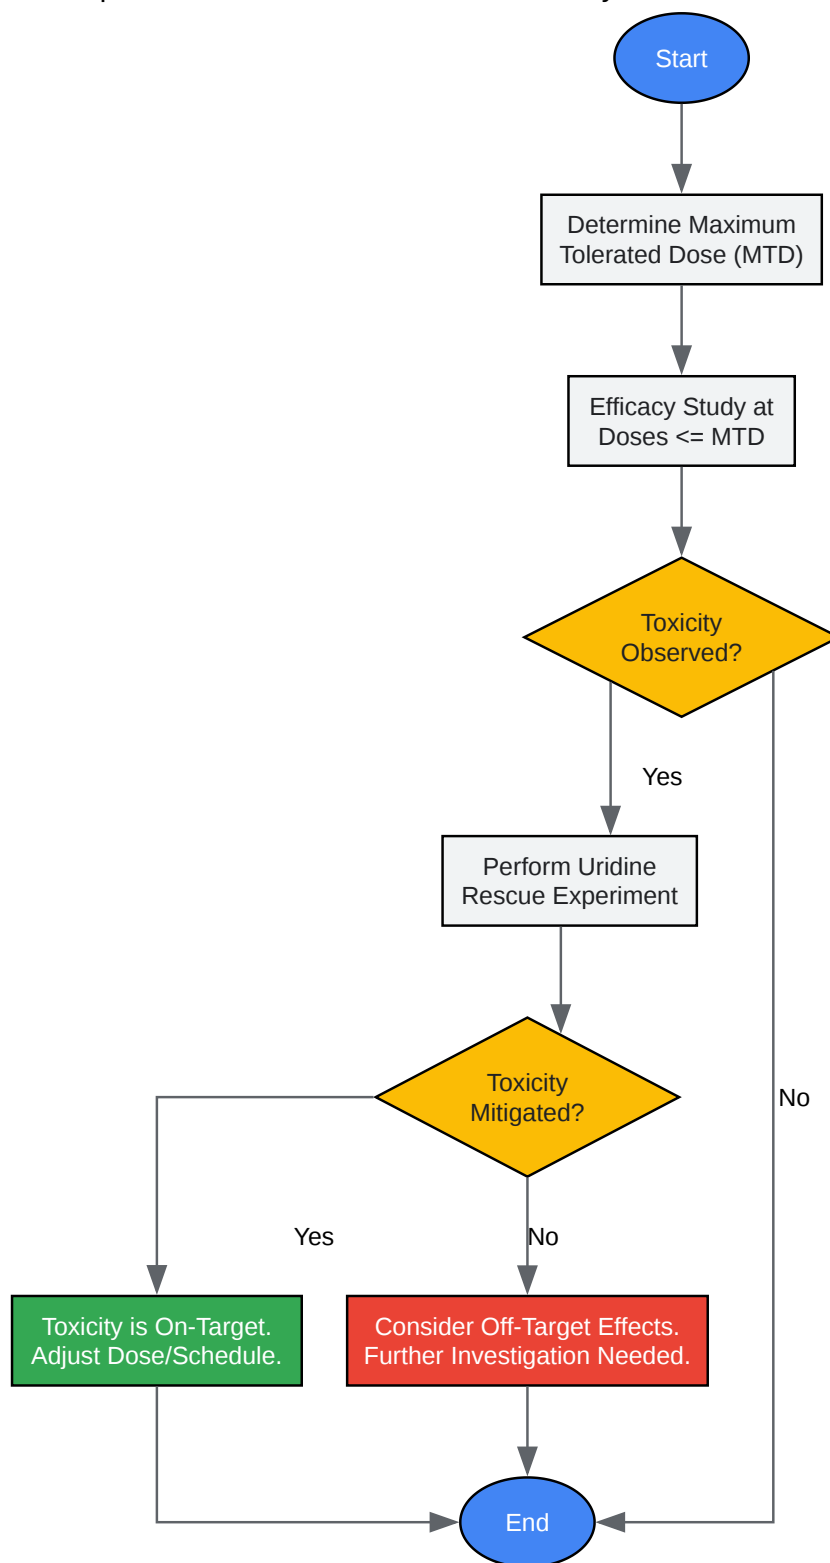 Start
Determine Maximum
Tolerated Dose (MTD)
Efficacy Study at
Doses <= MTD
Toxicity
Observed?
Yes
Perform Uridine
Rescue Experiment
Toxicity
Mitigated?
No
Yes
No
Toxicity is On-Target.
Adjust Dose/Schedule.
Consider Off-Target Effects.
Further Investigation Needed.
End